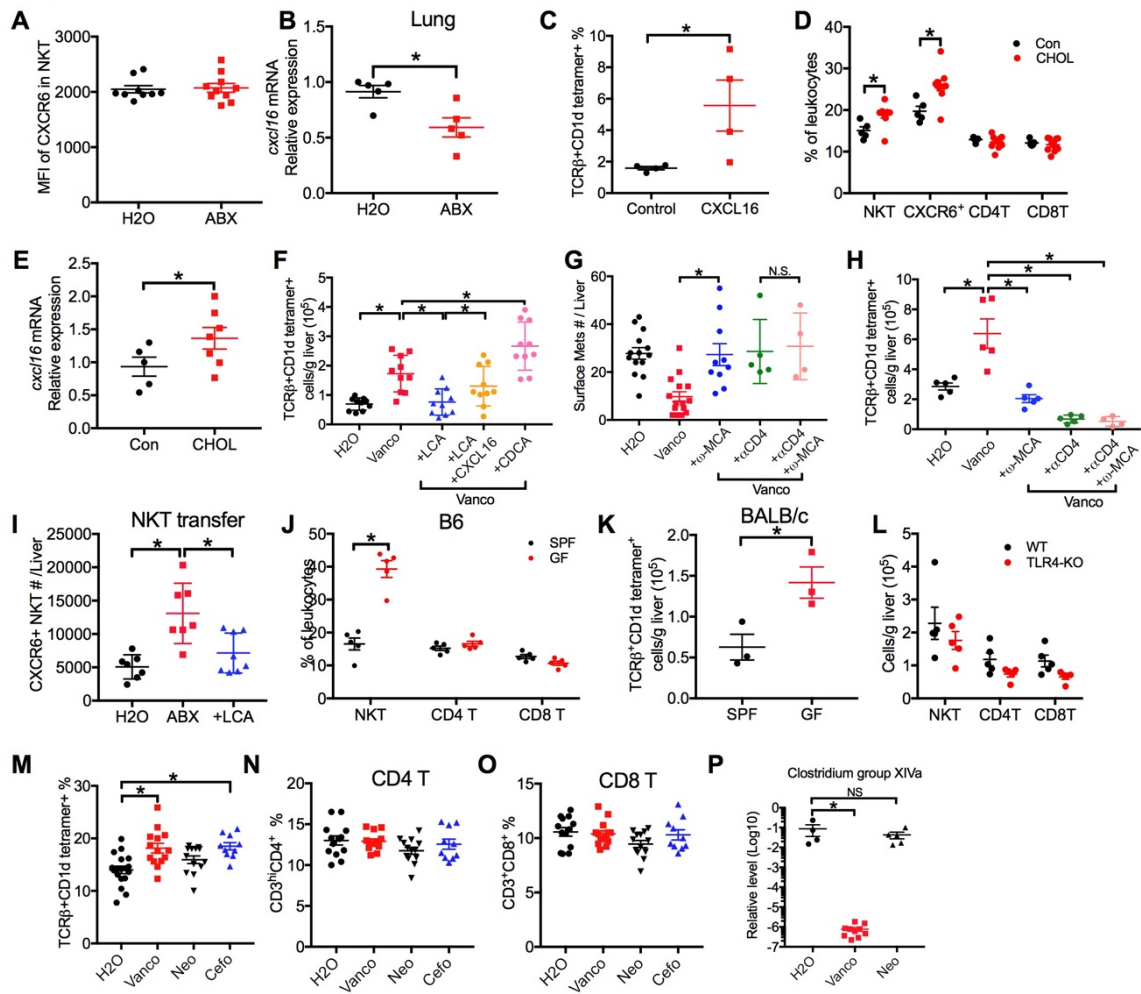 A
MFI of CXCR6 in NKT
3000
2000
1000
0
H2O
ABX
B
Lung
cxcl16 mRNA
Relative expression
1.5
1.0
0.5
0.0
*
H2O
ABX
C
TCRβ+CD1d tetramer+ %
10
8
6
4
2
0
*
Control
CXCL16
D
% of leukocytes
50
40
30
20
10
0
*
*
Con
CHOL
NKT
CXCR6⁺
CD4T
CD8T
E
cxcl16 mRNA
Relative expression
2.5
2.0
1.5
1.0
0.5
0.0
*
Con
CHOL
F
TCRβ+CD1d tetramer+
cells/g liver (10⁵)
5
4
3
2
1
0
*
*
*
*
H2O
Vanco
+LCA
+LCA
+CXCL16
+CDCA
Vanco
G
Surface Mets # / Liver
60
40
20
0
*
N.S.
H2O
Vanco
+ω-MCA
+αCD4
+αCD4
+ω-MCA
Vanco
H
TCRβ+CD1d tetramer+
cells/g liver (10⁵)
10
8
6
4
2
0
*
*
*
*
H2O
Vanco
+ω-MCA
+αCD4
+αCD4
+ω-MCA
Vanco
I
NKT transfer
CXCR6+ NKT # /Liver
25000
20000
15000
10000
5000
0
*
*
H2O
ABX
+LCA
J
B6
% of leukocytes
50
40
30
20
10
0
*
SPF
GF
NKT
CD4 T
CD8 T
K
BALB/c
TCRβ⁺CD1d tetramer⁺
cells/g liver (10⁵)
2.0
1.5
1.0
0.5
0.0
*
SPF
GF
L
Cells/g liver (10⁵)
5
4
3
2
1
0
WT
TLR4-KO
NKT
CD4T
CD8T
M
TCRβ+CD1d tetramer+ %
30
20
10
0
*
*
H2O
Vanco
Neo
Cefo
N
CD4 T
CD3ʰⁱCD4⁺ %
20
15
10
5
0
H2O
Vanco
Neo
Cefo
O
CD8 T
CD3⁺CD8⁺ %
15
10
5
0
H2O
Vanco
Neo
Cefo
P
Clostridium group XIVa
Relative level (Log10)
0
-1
-2
-3
-4
-5
-6
-7
NS
*
H2O
Vanco
Neo